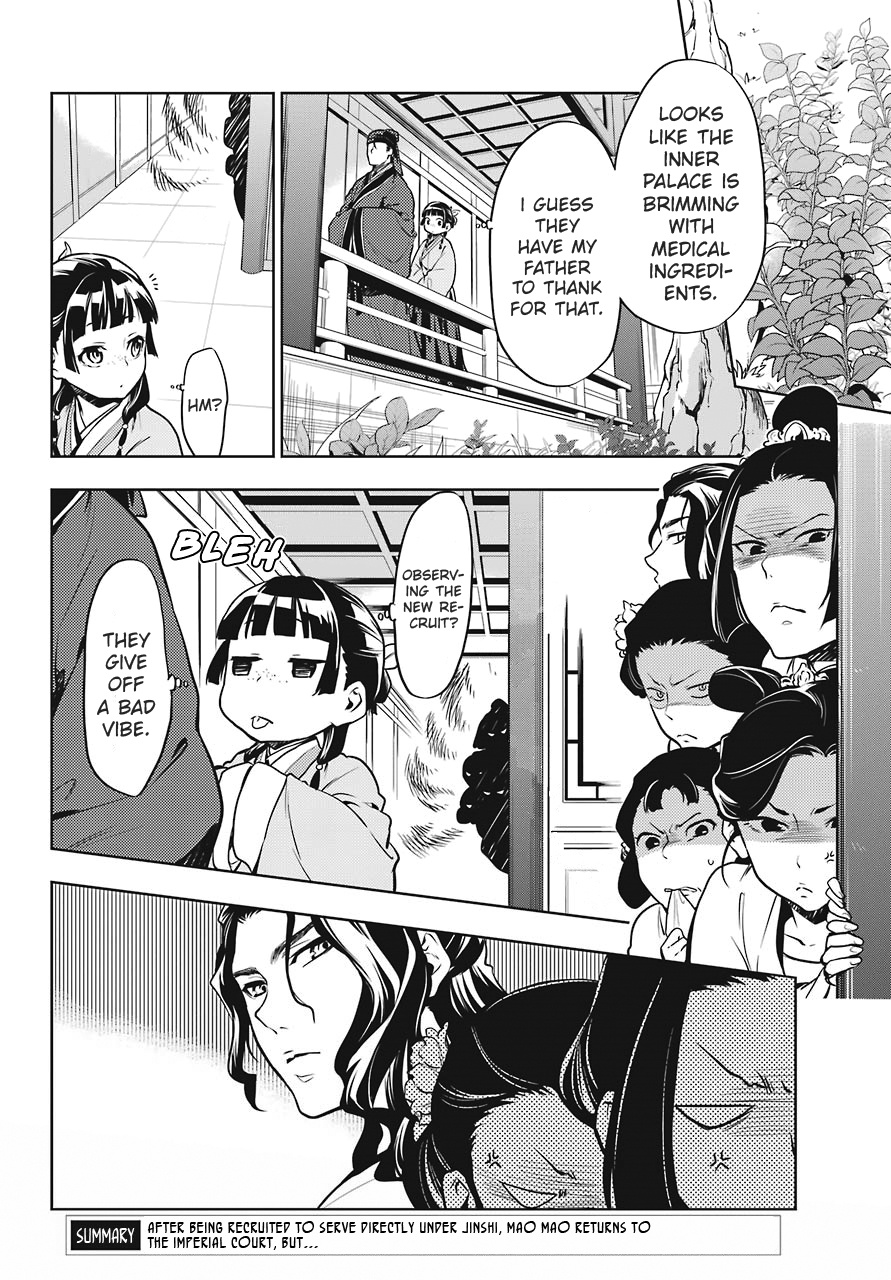 LOOKS
LIKE THE
INNER
PALACE IS
BRIMMING
WITH
MEDICAL
INGREDI-
ENTS.
I GUESS
THEY
HAVE MY
FATHER
TO THANK
FOR THAT.
HM?
OBSERV-
ING THE
NEW RE-
CRUIT?
BLEH
THEY
GIVE
OFF
A BAD
VIBE.
SUMMARY AFTER BEING RECRUITED TO SERVE DIRECTLY UNDER JINSHI, MAO MAO RETURNS TO
THE IMPERIAL COURT, BUT...